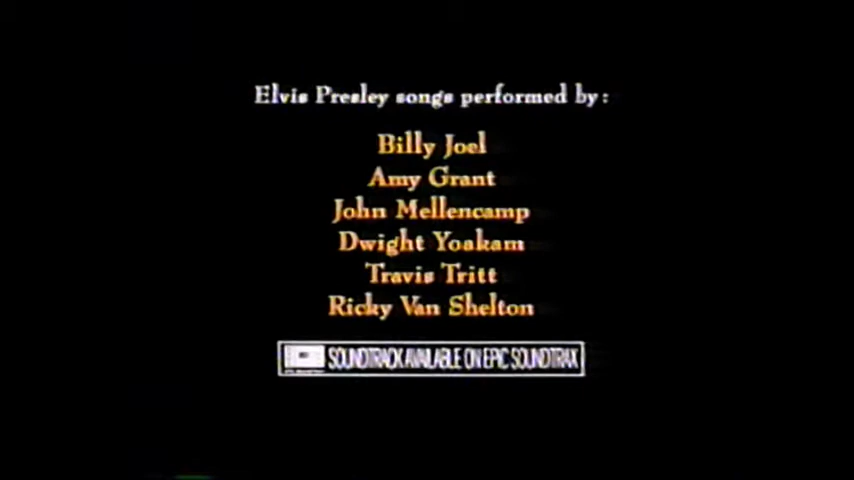 Elvis Presley songs performed by:
Billy Joel
Amy Grant
John Mellencamp
Dwight Yoakam
Travis Tritt
Ricky Van Shelton
SOUNDTRACK AVAILABLE ON EPIC SOUNDTRAX